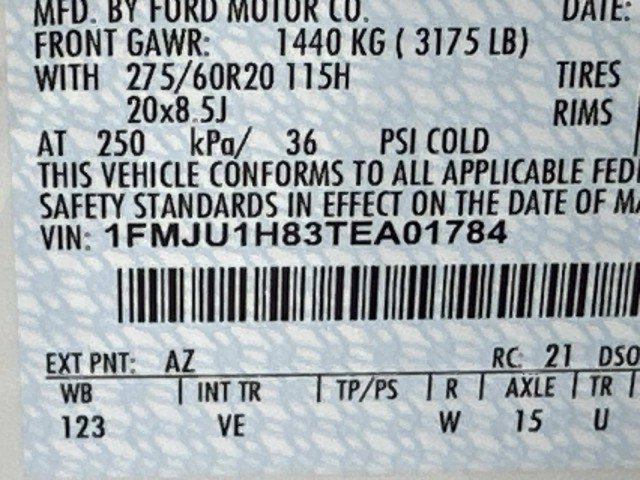 MFD. BY FORD MOTOR CO. DATE:
FRONT GAWR: 1440 KG ( 3175 LB)
WITH 275/60R20 115H TIRES
20x8.5J RIMS
AT 250 kPa/ 36 PSI COLD
THIS VEHICLE CONFORMS TO ALL APPLICABLE FED
SAFETY STANDARDS IN EFFECT ON THE DATE OF MA
VIN: 1FMJU1H83TEA01784
EXT PNT: AZ RC: 21 DSO
WB | INT TR | TP/PS | R | AXLE | TR |
123 VE W 15 U